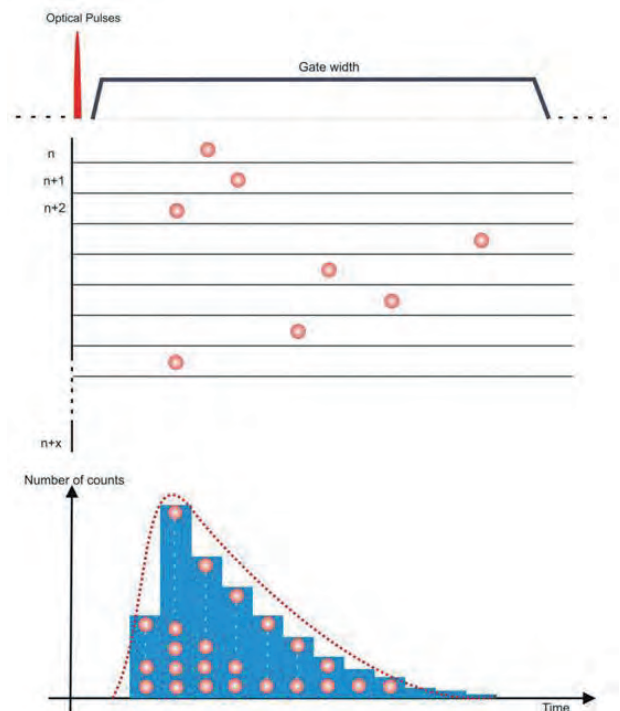 Optical Pulses
Gate width
n
n+1
n+2
n+x
Number of counts
Time